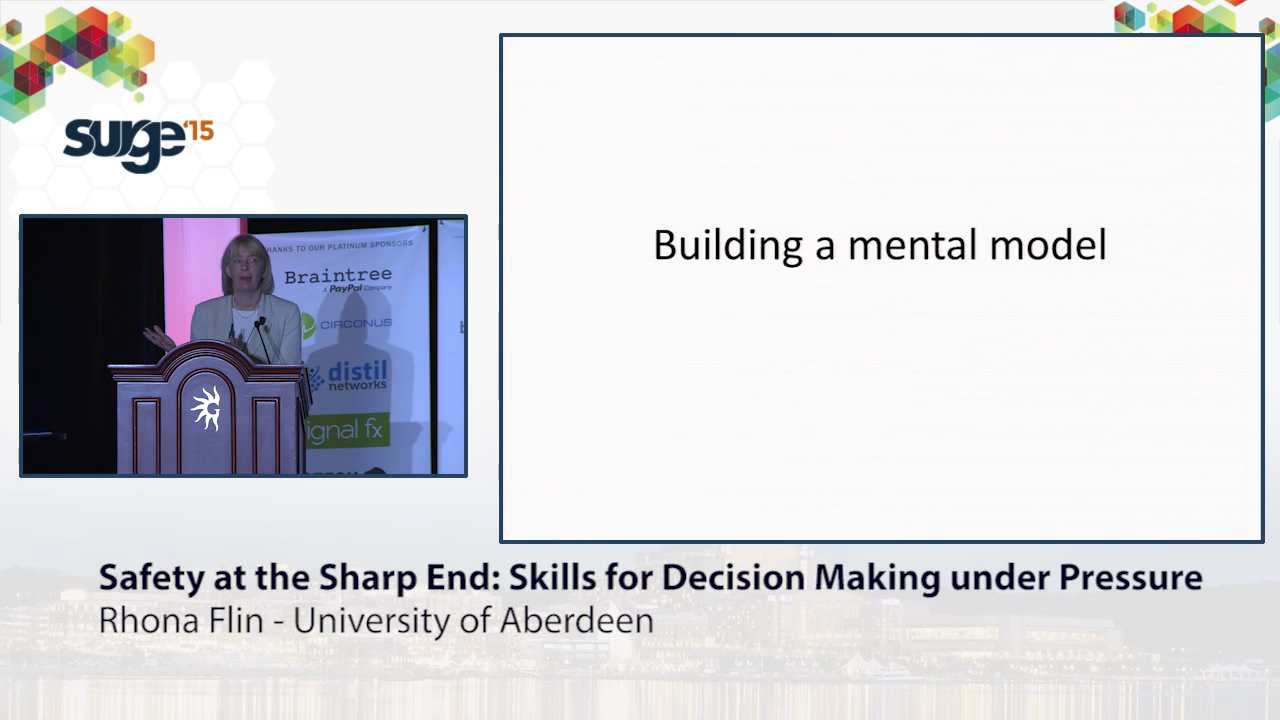 surge'15
THANKS TO OUR PLATINUM SPONSORS
Braintree
A PayPal Company
CIRCONUS
distil
networks
ignal fx
Building a mental model
Safety at the Sharp End: Skills for Decision Making under Pressure
Rhona Flin - University of Aberdeen